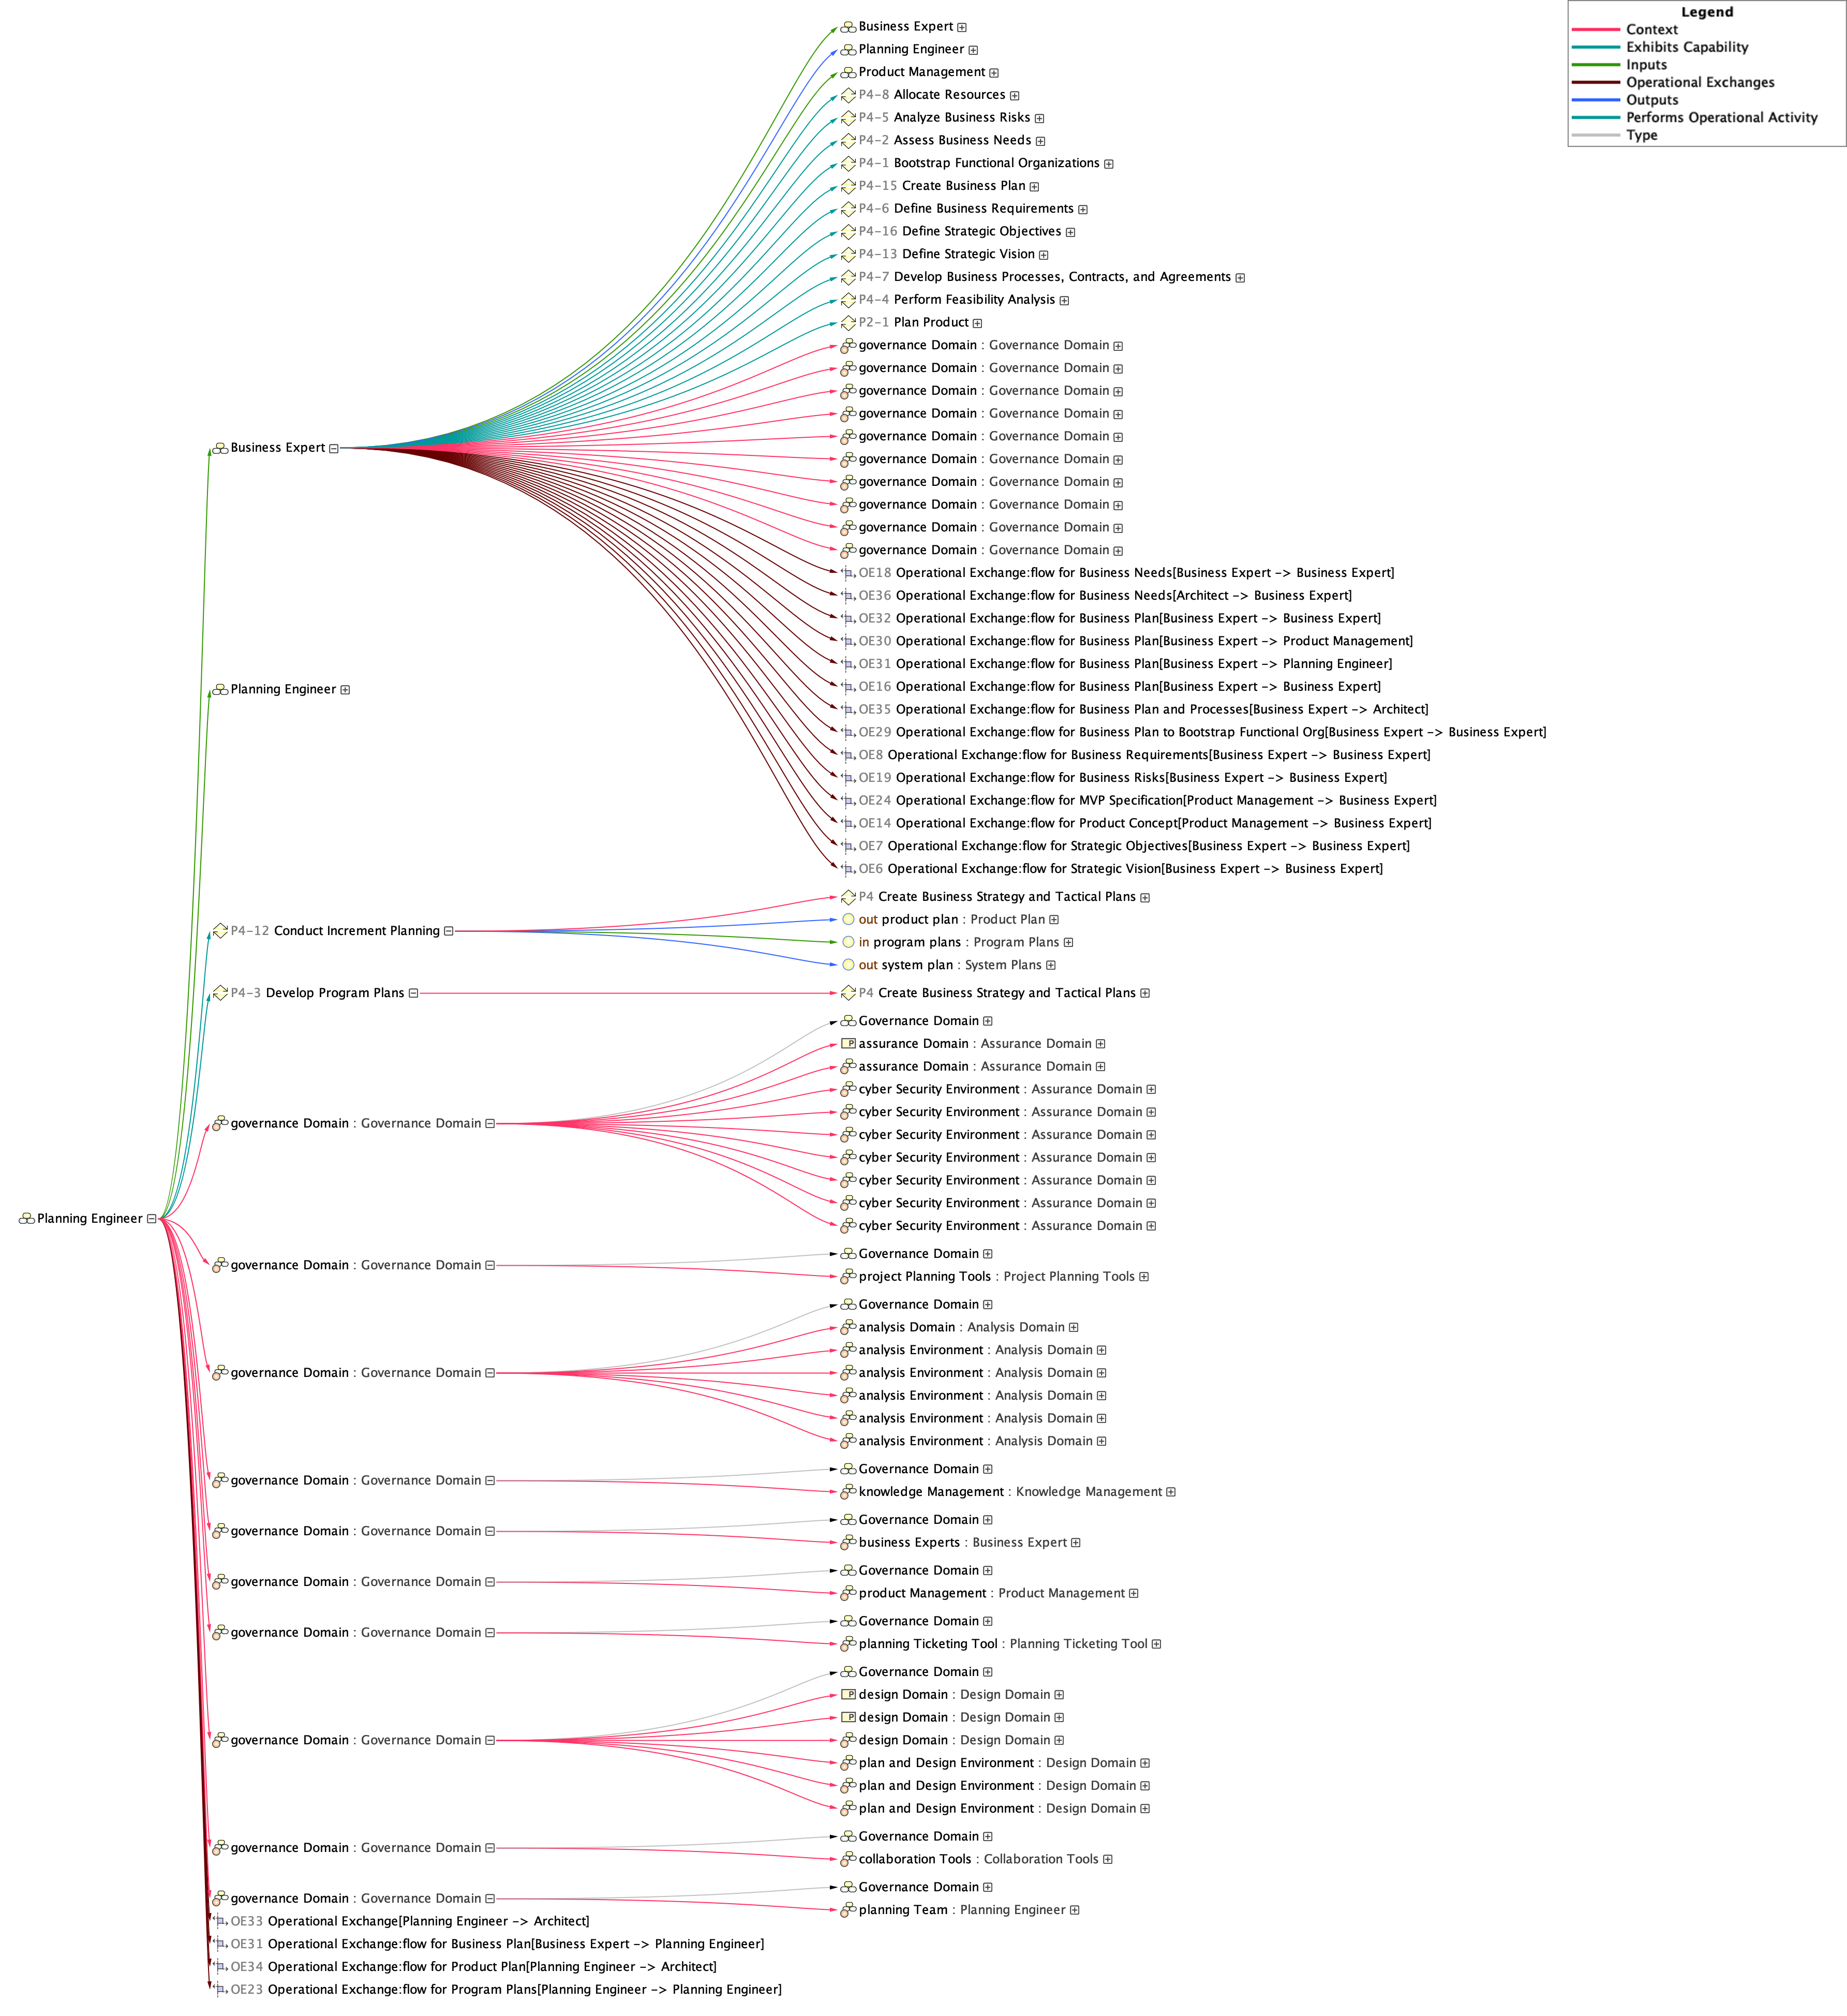 Legend
Context
Exhibits Capability
Inputs
Operational Exchanges
Outputs
Performs Operational Activity
Type
Planning Engineer
Business Expert
Business Expert
Planning Engineer
Product Management
P4-8 Allocate Resources
P4-5 Analyze Business Risks
P4-2 Assess Business Needs
P4-1 Bootstrap Functional Organizations
P4-15 Create Business Plan
P4-6 Define Business Requirements
P4-16 Define Strategic Objectives
P4-13 Define Strategic Vision
P4-7 Develop Business Processes, Contracts, and Agreements
P4-4 Perform Feasibility Analysis
P2-1 Plan Product
governance Domain : Governance Domain
governance Domain : Governance Domain
governance Domain : Governance Domain
governance Domain : Governance Domain
governance Domain : Governance Domain
governance Domain : Governance Domain
governance Domain : Governance Domain
governance Domain : Governance Domain
governance Domain : Governance Domain
governance Domain : Governance Domain
OE18 Operational Exchange:flow for Business Needs[Business Expert -> Business Expert]
OE36 Operational Exchange:flow for Business Needs[Architect -> Business Expert]
OE32 Operational Exchange:flow for Business Plan[Business Expert -> Business Expert]
OE30 Operational Exchange:flow for Business Plan[Business Expert -> Product Management]
OE31 Operational Exchange:flow for Business Plan[Business Expert -> Planning Engineer]
OE16 Operational Exchange:flow for Business Plan[Business Expert -> Business Expert]
OE35 Operational Exchange:flow for Business Plan and Processes[Business Expert -> Architect]
OE29 Operational Exchange:flow for Business Plan to Bootstrap Functional Org[Business Expert -> Business Expert]
OE8 Operational Exchange:flow for Business Requirements[Business Expert -> Business Expert]
OE19 Operational Exchange:flow for Business Risks[Business Expert -> Business Expert]
OE24 Operational Exchange:flow for MVP Specification[Product Management -> Business Expert]
OE14 Operational Exchange:flow for Product Concept[Product Management -> Business Expert]
OE7 Operational Exchange:flow for Strategic Objectives[Business Expert -> Business Expert]
OE6 Operational Exchange:flow for Strategic Vision[Business Expert -> Business Expert]
Planning Engineer
P4-12 Conduct Increment Planning
P4 Create Business Strategy and Tactical Plans
out product plan : Product Plan
in program plans : Program Plans
out system plan : System Plans
P4-3 Develop Program Plans
P4 Create Business Strategy and Tactical Plans
governance Domain : Governance Domain
Governance Domain
P assurance Domain : Assurance Domain
assurance Domain : Assurance Domain
cyber Security Environment : Assurance Domain
cyber Security Environment : Assurance Domain
cyber Security Environment : Assurance Domain
cyber Security Environment : Assurance Domain
cyber Security Environment : Assurance Domain
cyber Security Environment : Assurance Domain
cyber Security Environment : Assurance Domain
governance Domain : Governance Domain
Governance Domain
project Planning Tools : Project Planning Tools
governance Domain : Governance Domain
Governance Domain
analysis Domain : Analysis Domain
analysis Environment : Analysis Domain
analysis Environment : Analysis Domain
analysis Environment : Analysis Domain
analysis Environment : Analysis Domain
analysis Environment : Analysis Domain
governance Domain : Governance Domain
Governance Domain
knowledge Management : Knowledge Management
governance Domain : Governance Domain
Governance Domain
business Experts : Business Expert
governance Domain : Governance Domain
Governance Domain
product Management : Product Management
governance Domain : Governance Domain
Governance Domain
planning Ticketing Tool : Planning Ticketing Tool
governance Domain : Governance Domain
Governance Domain
P design Domain : Design Domain
P design Domain : Design Domain
design Domain : Design Domain
plan and Design Environment : Design Domain
plan and Design Environment : Design Domain
plan and Design Environment : Design Domain
governance Domain : Governance Domain
Governance Domain
collaboration Tools : Collaboration Tools
governance Domain : Governance Domain
Governance Domain
planning Team : Planning Engineer
OE33 Operational Exchange[Planning Engineer -> Architect]
OE31 Operational Exchange:flow for Business Plan[Business Expert -> Planning Engineer]
OE34 Operational Exchange:flow for Product Plan[Planning Engineer -> Architect]
OE23 Operational Exchange:flow for Program Plans[Planning Engineer -> Planning Engineer]